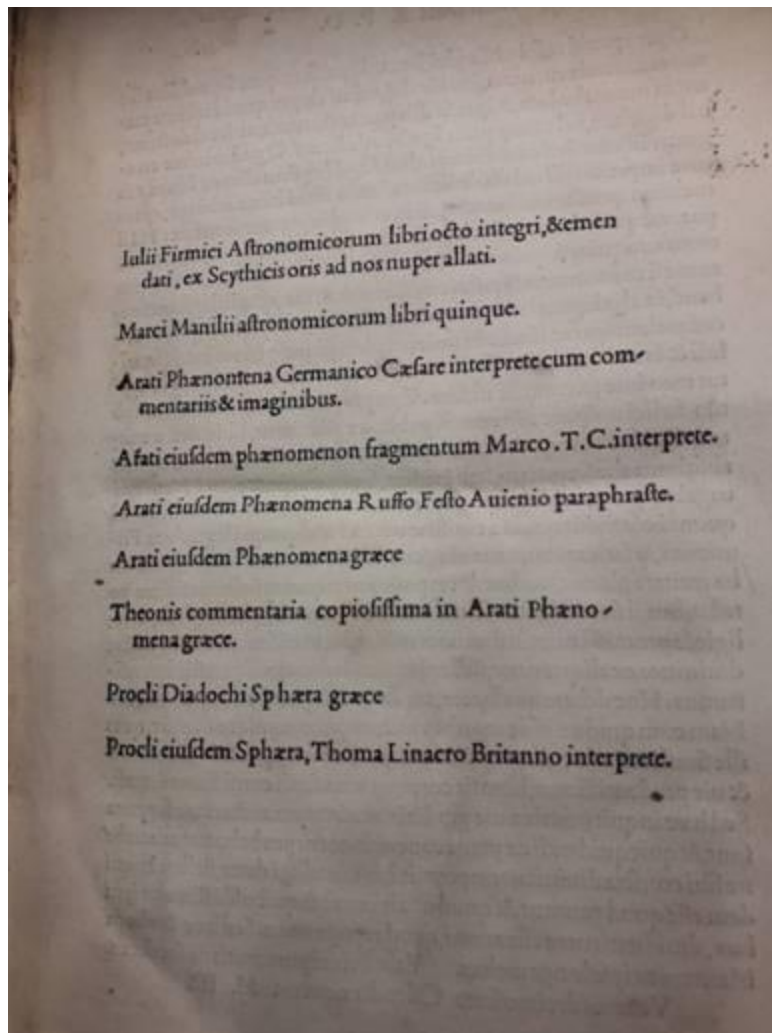 Iulii Firmici Aſtronomicorum libri octo integri, &emen
dati, ex Scythicis oris ad nos nuper allati.
Marci Manilii aſtronomicorum libri quinque.
Arati Phænomena Germanico Cæſare interprete cum com-
mentariis & imaginibus.
Arati eiuſdem phænomenon fragmentum Marco. T. C. interprete.
Arati eiuſdem Phænomena Ruffo Feſto Auienio paraphraſte.
Arati eiuſdem Phænomena græce
Theonis commentaria copioſiſſima in Arati Phæno-
mena græce.
Procli Diadochi Sphæra græce
Procli eiuſdem Sphæra, Thoma Linacro Britanno interprete.